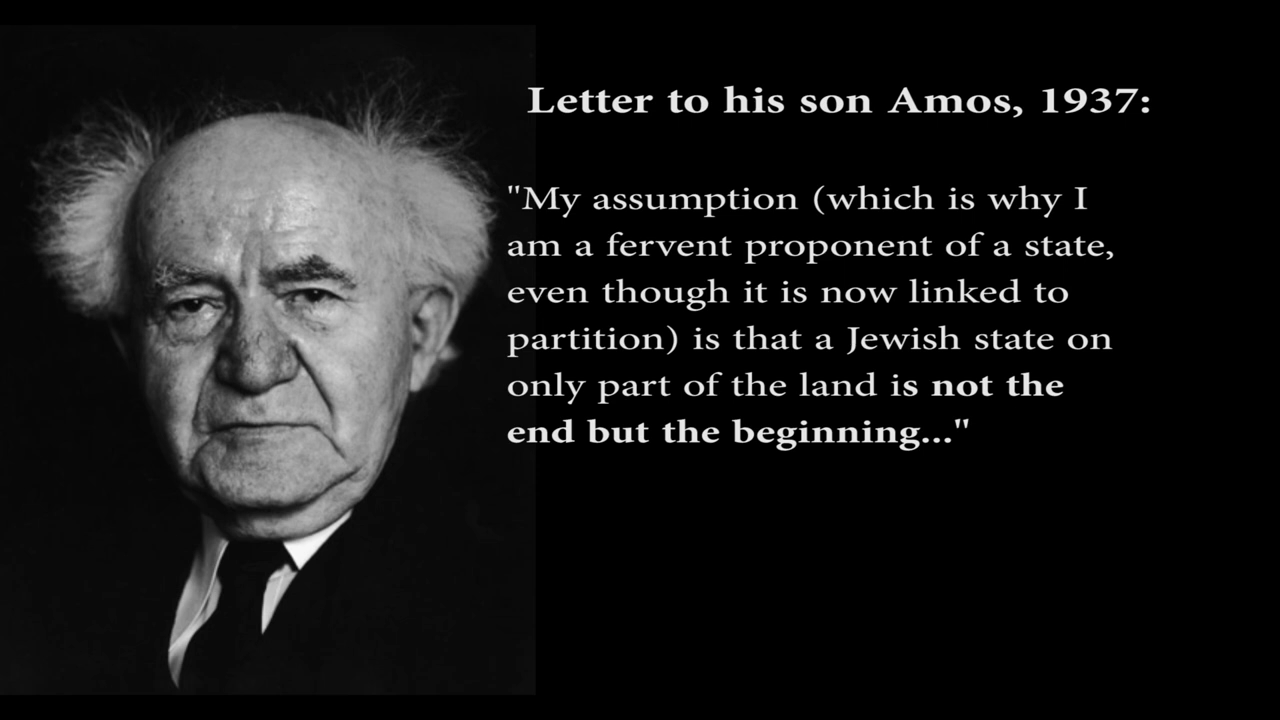 Letter to his son Amos, 1937:
"My assumption (which is why I
am a fervent proponent of a state,
even though it is now linked to
partition) is that a Jewish state on
only part of the land is not the
end but the beginning..."